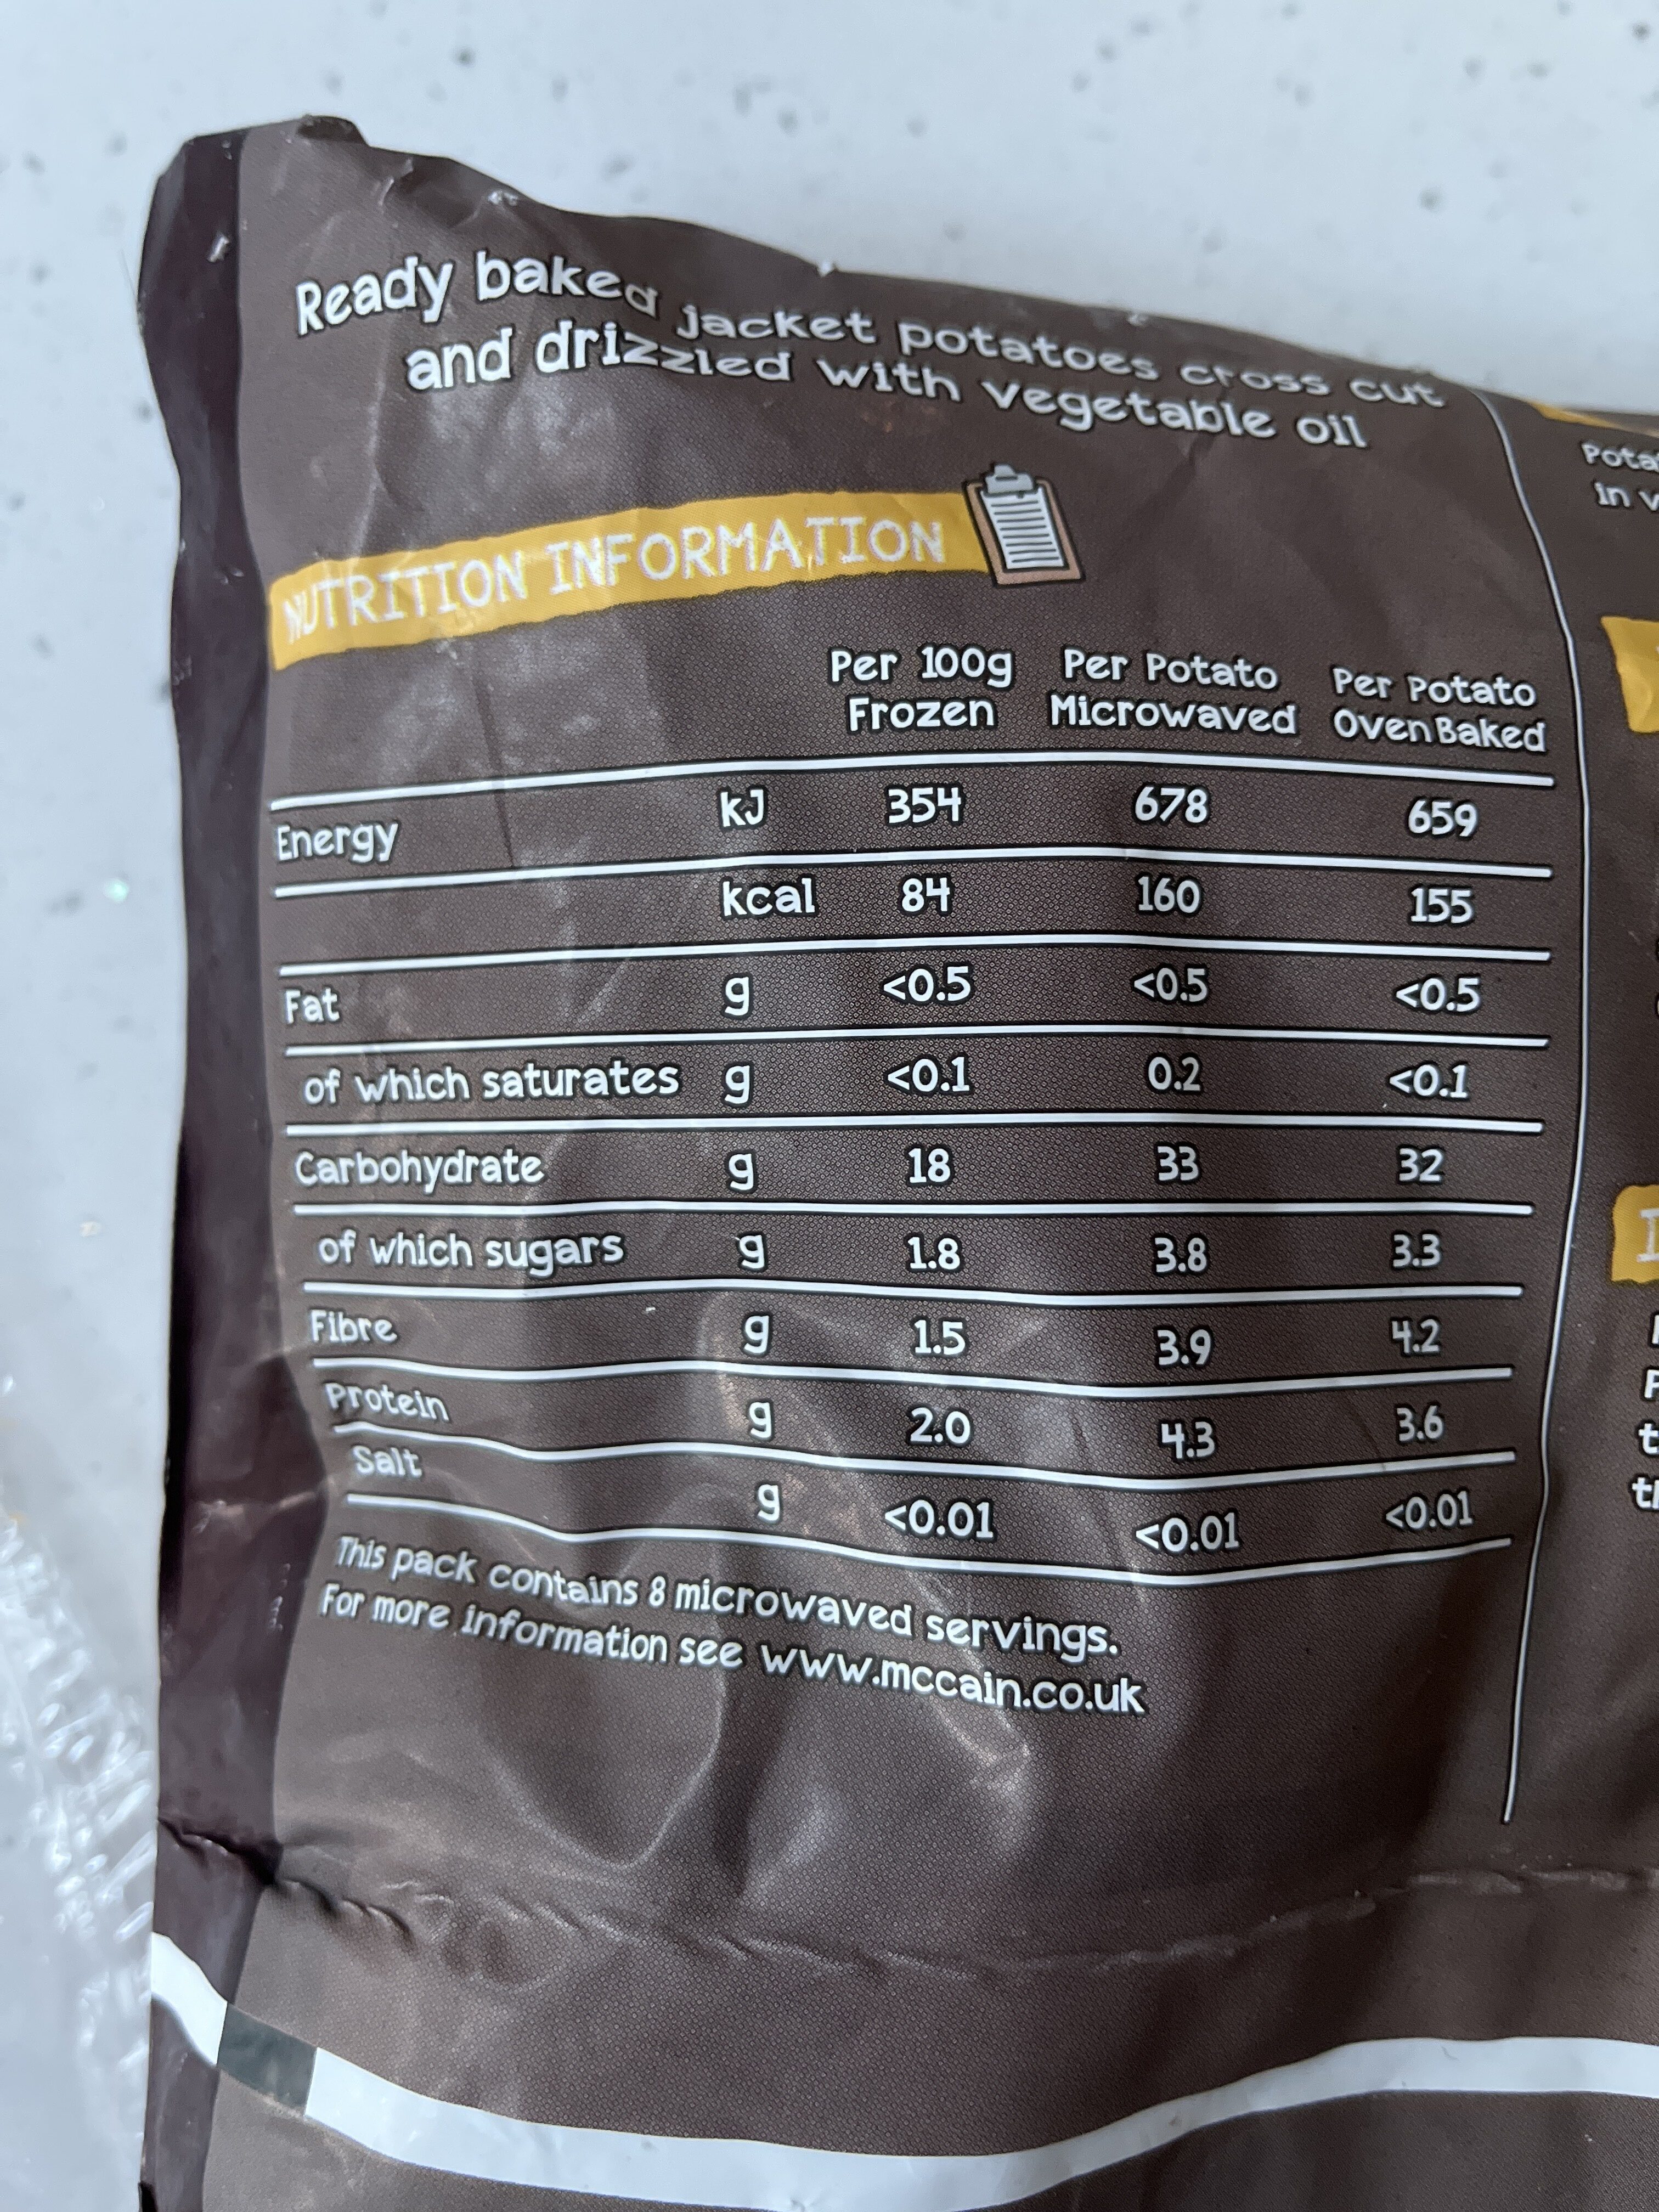 Ready baked jacket potatoes cross cut
and drizzled with vegetable oil
NUTRITION INFORMATION
Per 100g Frozen Per Potato Microwaved Per Potato Oven Baked
Energy kJ 354 678 659
kcal 84 160 155
Fat g <0.5 <0.5 <0.5
of which saturates g <0.1 0.2 <0.1
Carbohydrate g 18 33 32
of which sugars g 1.8 3.8 3.3
Fibre g 1.5 3.9 4.2
Protein g 2.0 4.3 3.6
Salt g <0.01 <0.01 <0.01
This pack contains 8 microwaved servings.
For more information see www.mccain.co.uk
in